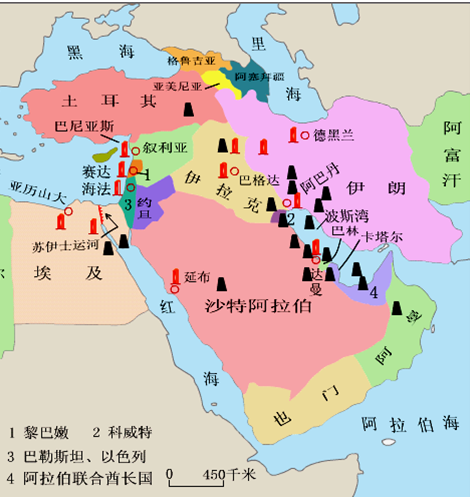 黑 海
里
海
格鲁吉亚
亚美尼亚
阿塞拜疆
土 耳 其
巴尼亚斯
叙利亚
德黑兰
阿富汗
赛达
1
海法
3
约旦
伊拉克
巴格达
阿巴丹
伊 朗
亚历山大
2
波斯湾
苏伊士运河
巴林
卡塔尔
埃 及
延布
达曼
4
沙特阿拉伯
红
海
阿曼
也门
阿 拉 伯 海
1 黎巴嫩 2 科威特
3 巴勒斯坦、以色列
4 阿拉伯联合酋长国
0 450千米